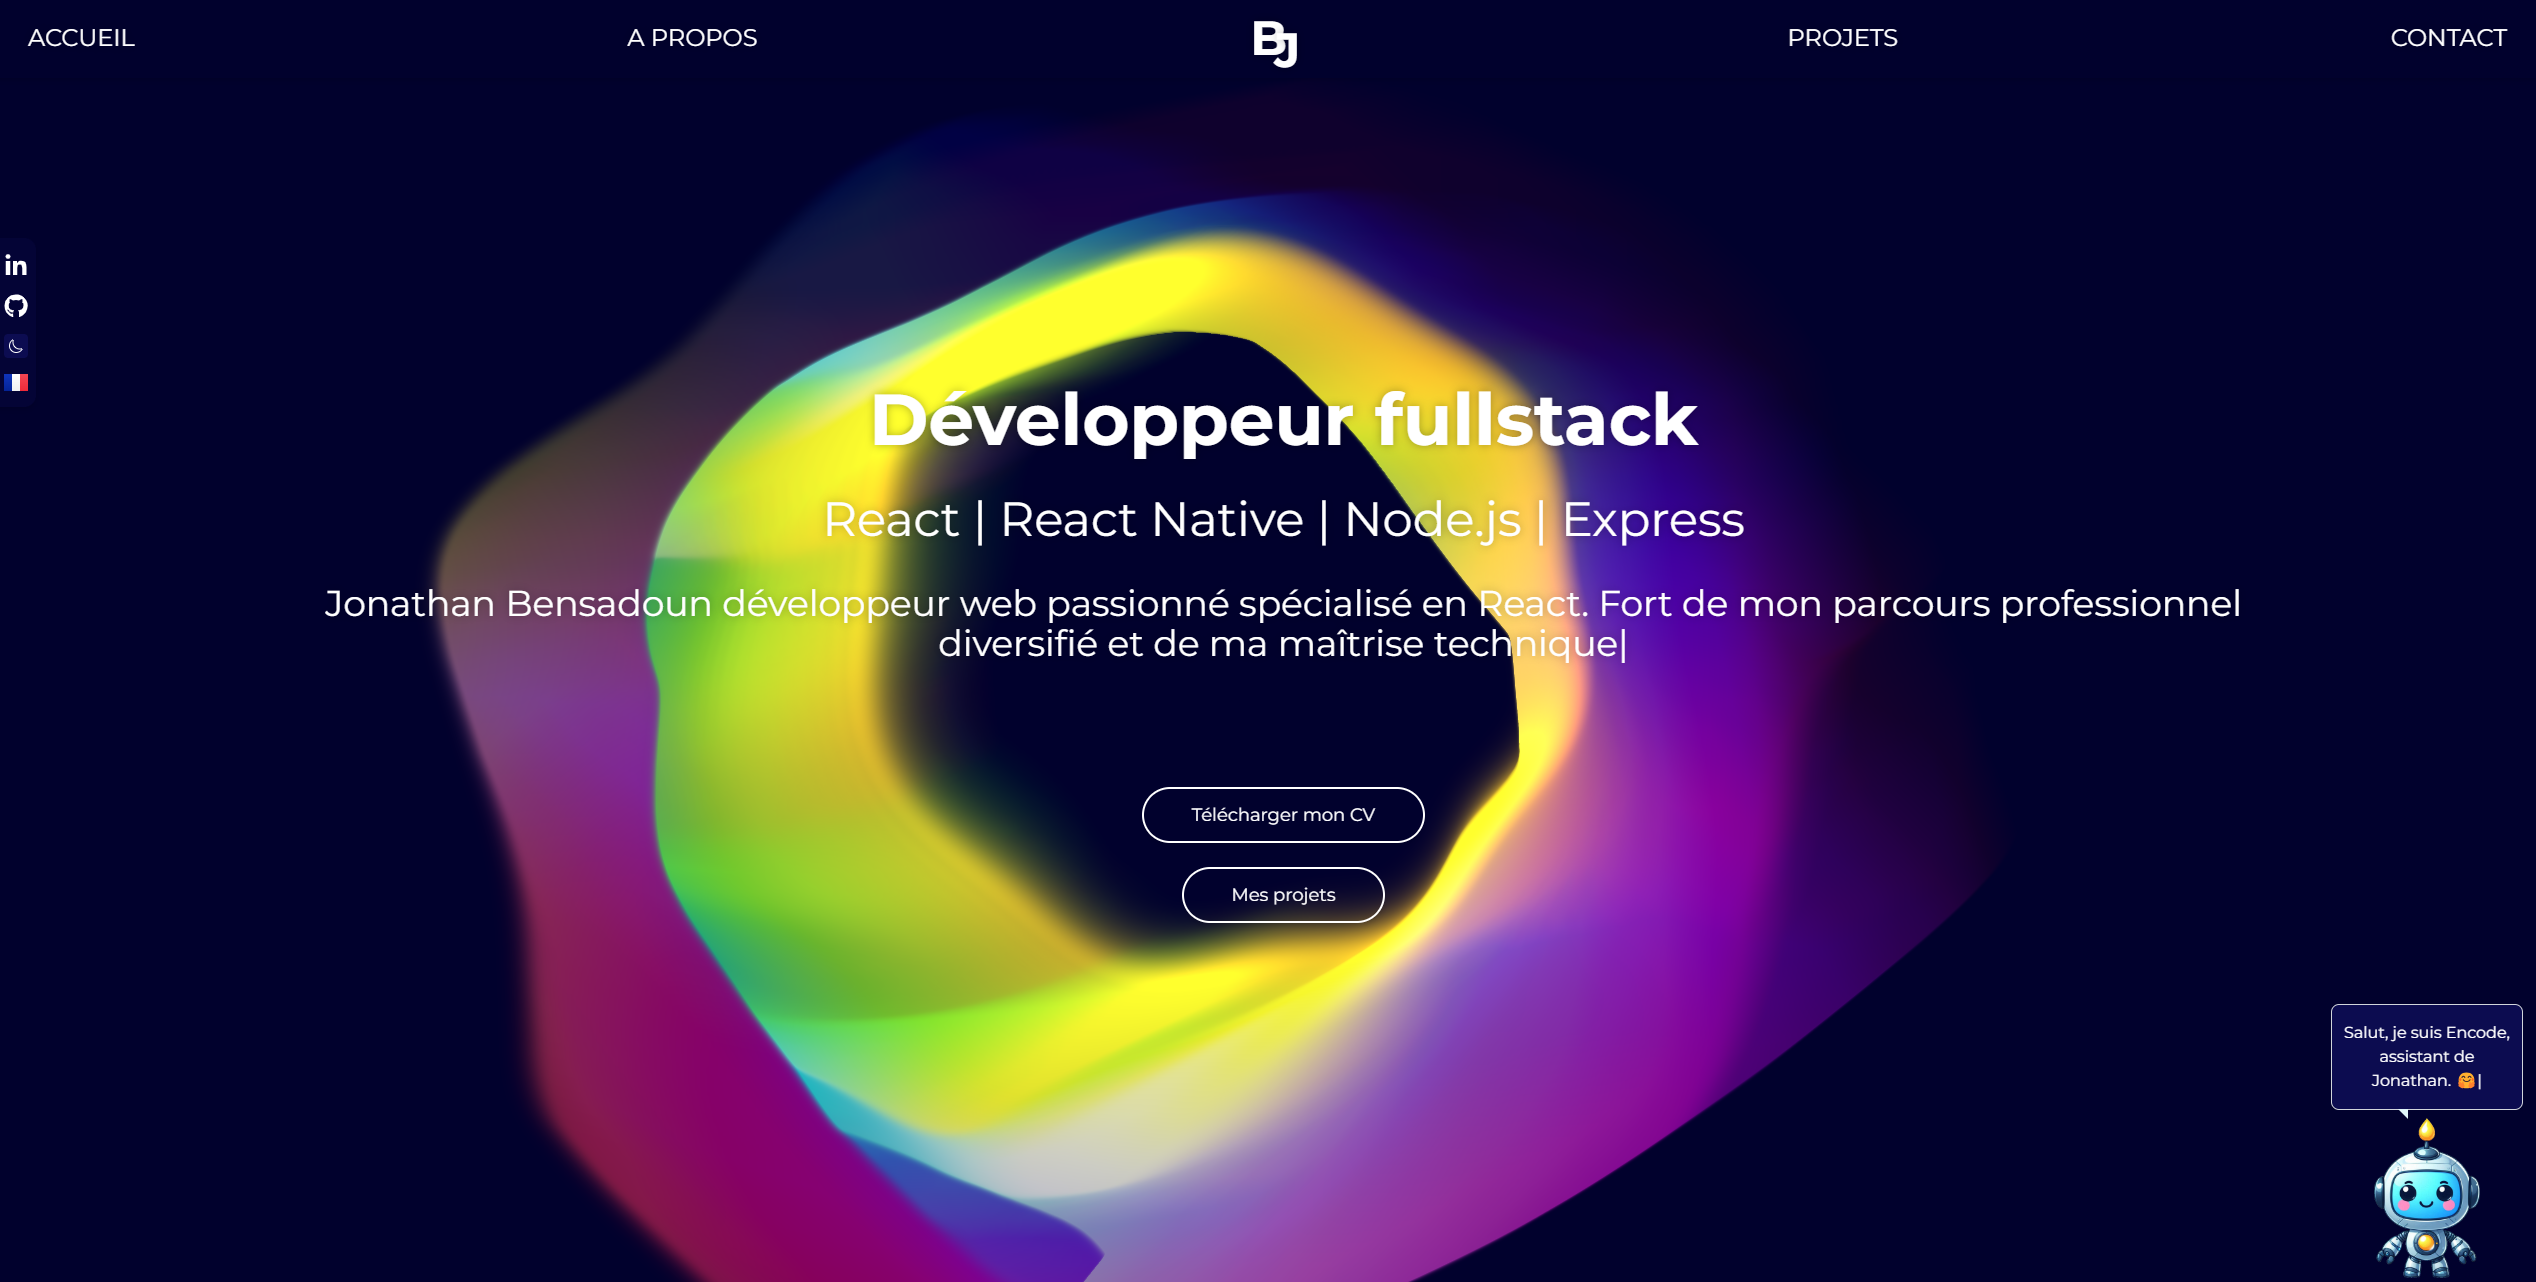 ACCUEIL
A PROPOS
BJ
PROJETS
CONTACT
in
Développeur fullstack
React | React Native | Node.js | Express
Jonathan Bensadoun développeur web passionné spécialisé en React. Fort de mon parcours professionnel
diversifié et de ma maîtrise technique|
Télécharger mon CV
Mes projets
Salut, je suis Encode,
assistant de
Jonathan. 🤗|